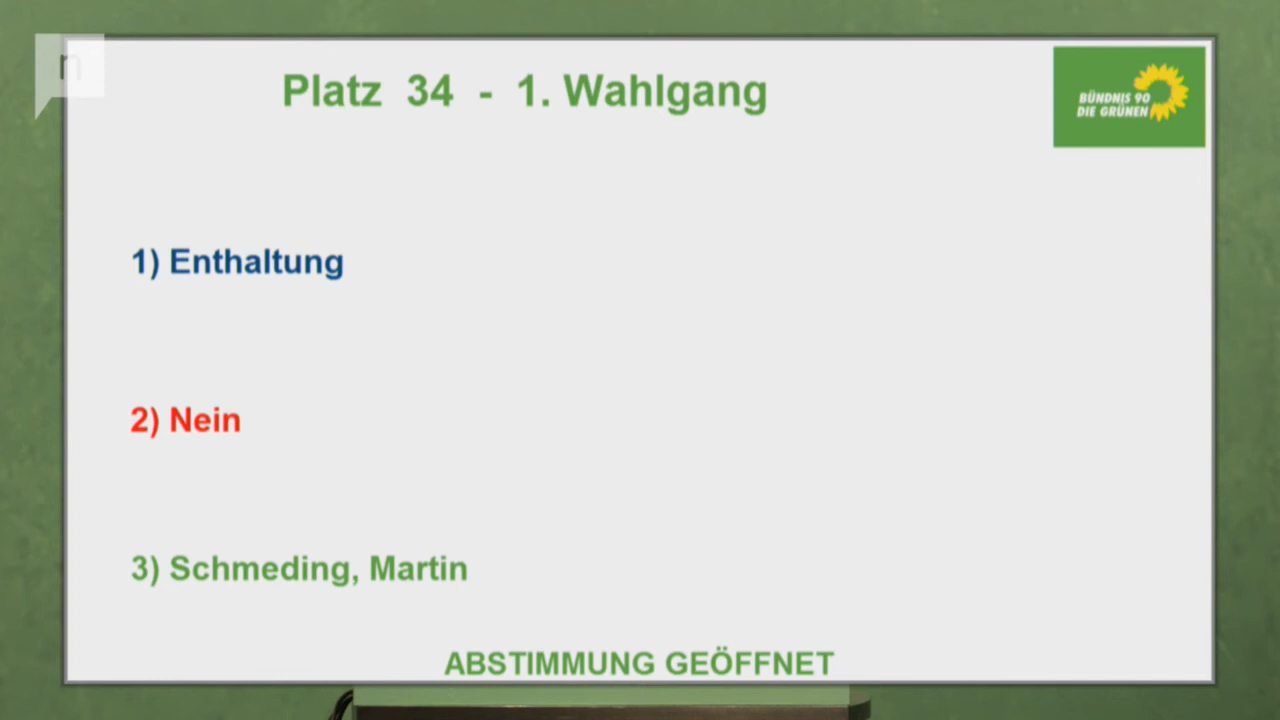 n
Platz 34 - 1. Wahlgang
BÜNDNIS 90
DIE GRÜNEN
1) Enthaltung
2) Nein
3) Schmeding, Martin
ABSTIMMUNG GEÖFFNET